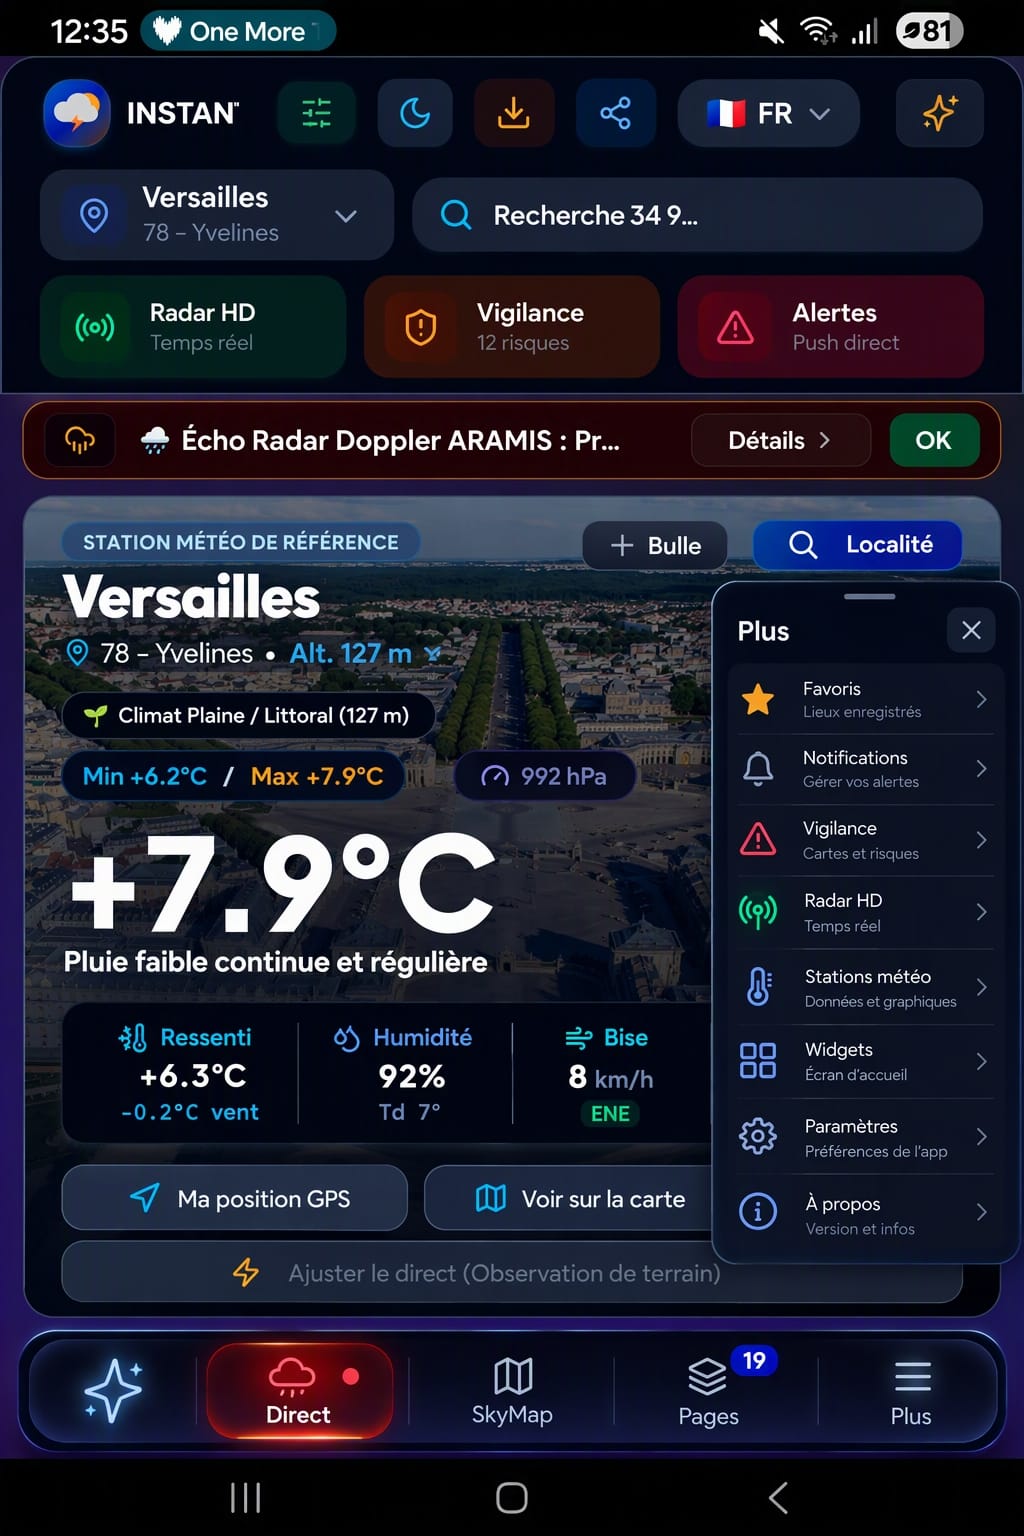 12:35 One More T 81
INSTAN™ FR
Versailles
78 – Yvelines
Recherche 34 9...
Radar HD
Temps réel
Vigilance
12 risques
Alertes
Push direct
Écho Radar Doppler ARAMIS : Pr... Détails OK
STATION MÉTÉO DE RÉFÉRENCE
+ Bulle
Localité
Versailles
78 – Yvelines • Alt. 127 m
Climat Plaine / Littoral (127 m)
Min +6.2°C / Max +7.9°C
992 hPa
+7.9°C
Pluie faible continue et régulière
Ressenti
+6.3°C
-0.2°C vent
Humidité
92%
Td 7°
Bise
8 km/h
ENE
Ma position GPS
Voir sur la carte
Ajuster le direct (Observation de terrain)
Plus
Favoris
Lieux enregistrés
Notifications
Gérer vos alertes
Vigilance
Cartes et risques
Radar HD
Temps réel
Stations météo
Données et graphiques
Widgets
Écran d'accueil
Paramètres
Préférences de l'app
À propos
Version et infos
Direct
SkyMap
19
Pages
Plus